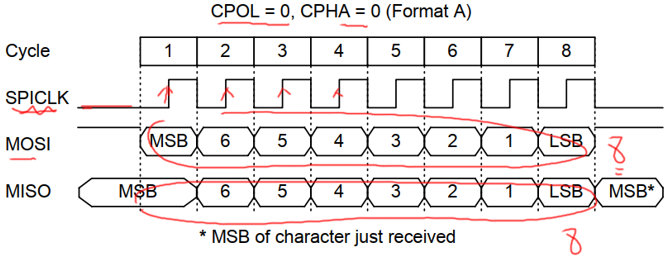 CPOL = 0, CPHA = 0 (Format A)
Cycle 1 2 3 4 5 6 7 8
SPICLK
MOSI MSB 6 5 4 3 2 1 LSB 8
MISO MSB 6 5 4 3 2 1 LSB MSB*
* MSB of character just received 8